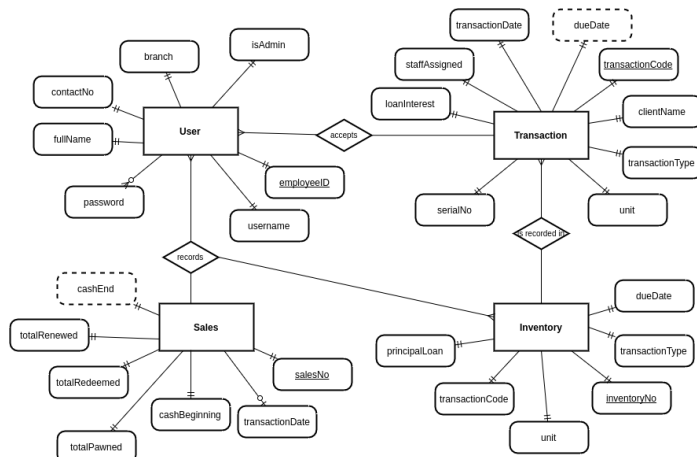 transactionDate
dueDate
isAdmin
branch
staffAssigned
transactionCode
contactNo
loanInterest
clientName
User
accepts
Transaction
fullName
transactionType
employeeID
password
username
serialNo
unit
is recorded in
records
cashEnd
dueDate
Sales
Inventory
totalRenewed
principalLoan
transactionType
totalRedeemed
salesNo
transactionCode
inventoryNo
cashBeginning
transactionDate
totalPawned
unit